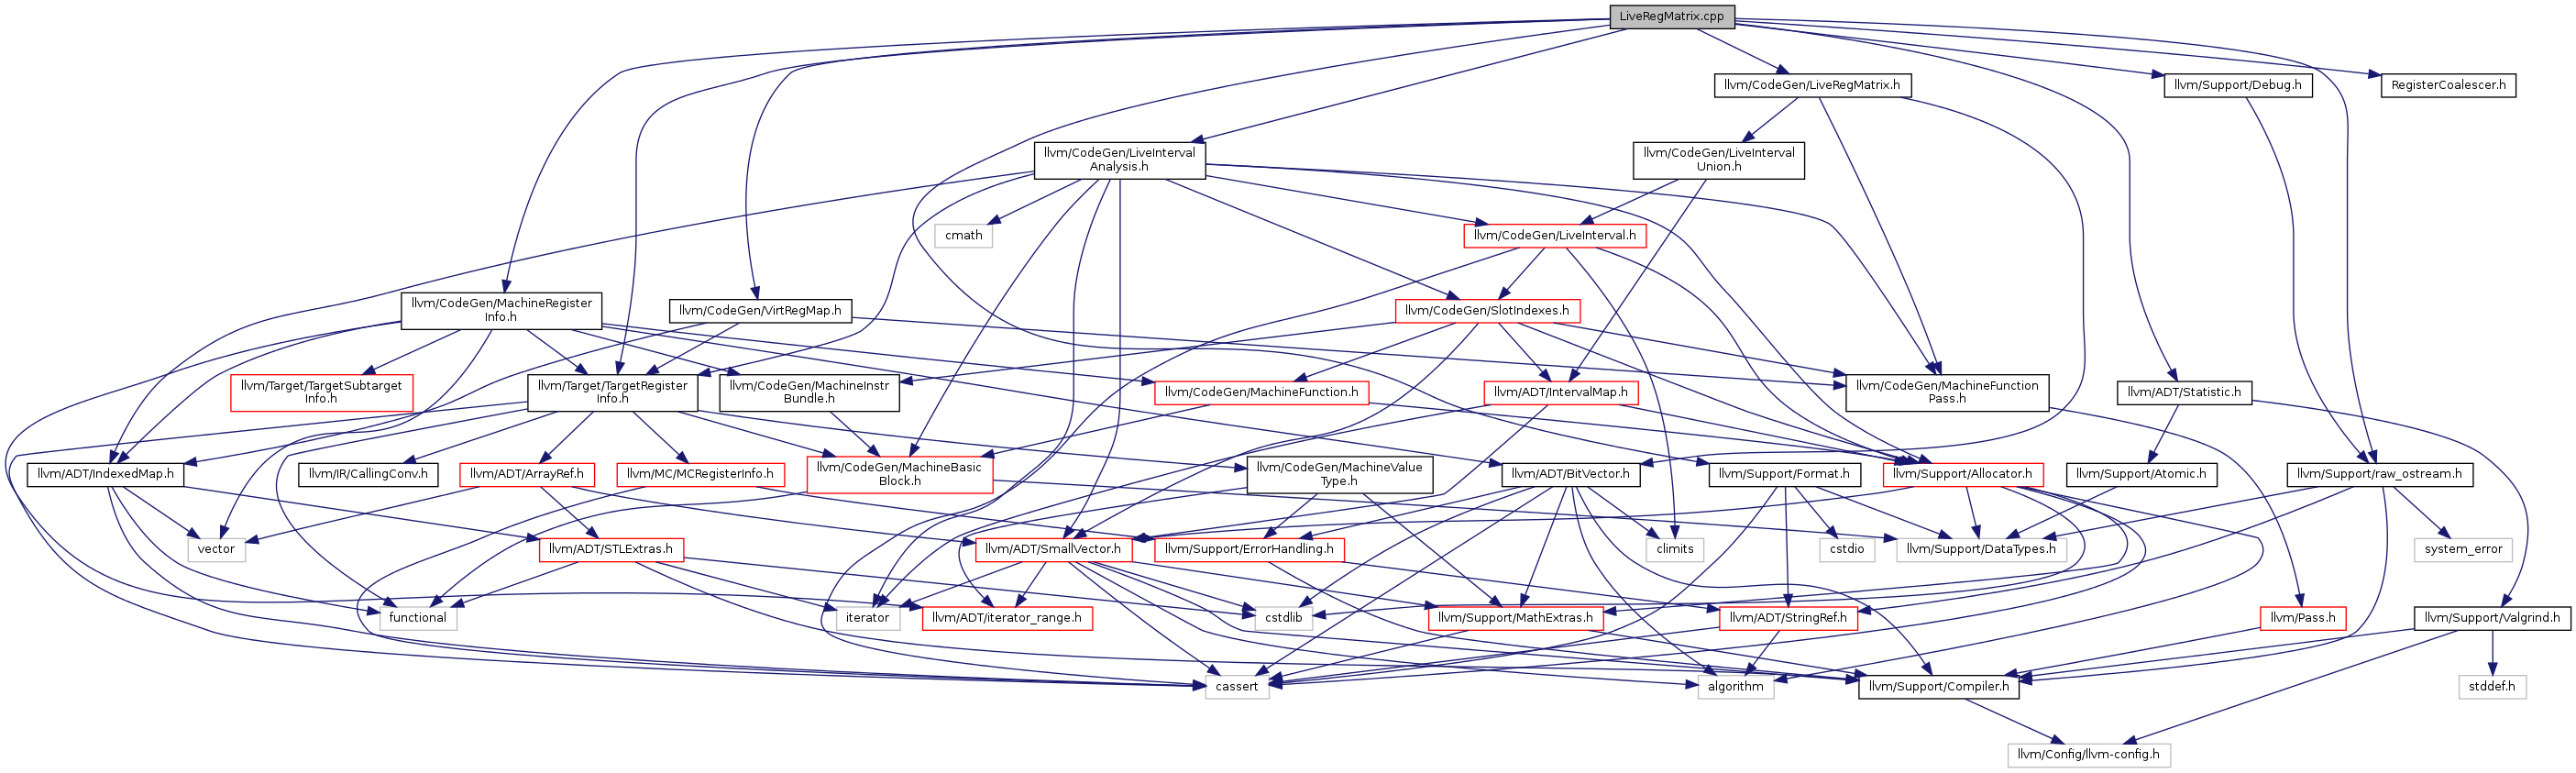 LiveRegMatrix.cpp
llvm/CodeGen/LiveRegMatrix.h
llvm/Support/Debug.h
RegisterCoalescer.h
llvm/CodeGen/LiveInterval
Analysis.h
llvm/CodeGen/LiveInterval
Union.h
cmath
llvm/CodeGen/LiveInterval.h
llvm/CodeGen/MachineRegister
Info.h
llvm/CodeGen/VirtRegMap.h
llvm/CodeGen/SlotIndexes.h
llvm/Target/TargetSubtarget
Info.h
llvm/Target/TargetRegister
Info.h
llvm/CodeGen/MachineInstr
Bundle.h
llvm/CodeGen/MachineFunction.h
llvm/ADT/IntervalMap.h
llvm/CodeGen/MachineFunction
Pass.h
llvm/ADT/Statistic.h
llvm/ADT/IndexedMap.h
llvm/IR/CallingConv.h
llvm/ADT/ArrayRef.h
llvm/MC/MCRegisterInfo.h
llvm/CodeGen/MachineBasic
Block.h
llvm/CodeGen/MachineValue
Type.h
llvm/ADT/BitVector.h
llvm/Support/Format.h
llvm/Support/Allocator.h
llvm/Support/Atomic.h
llvm/Support/raw_ostream.h
vector
llvm/ADT/STLExtras.h
llvm/ADT/SmallVector.h
llvm/Support/ErrorHandling.h
climits
cstdio
llvm/Support/DataTypes.h
system_error
functional
iterator
llvm/ADT/iterator_range.h
cstdlib
llvm/Support/MathExtras.h
llvm/ADT/StringRef.h
llvm/Pass.h
llvm/Support/Valgrind.h
cassert
algorithm
llvm/Support/Compiler.h
stddef.h
llvm/Config/llvm-config.h